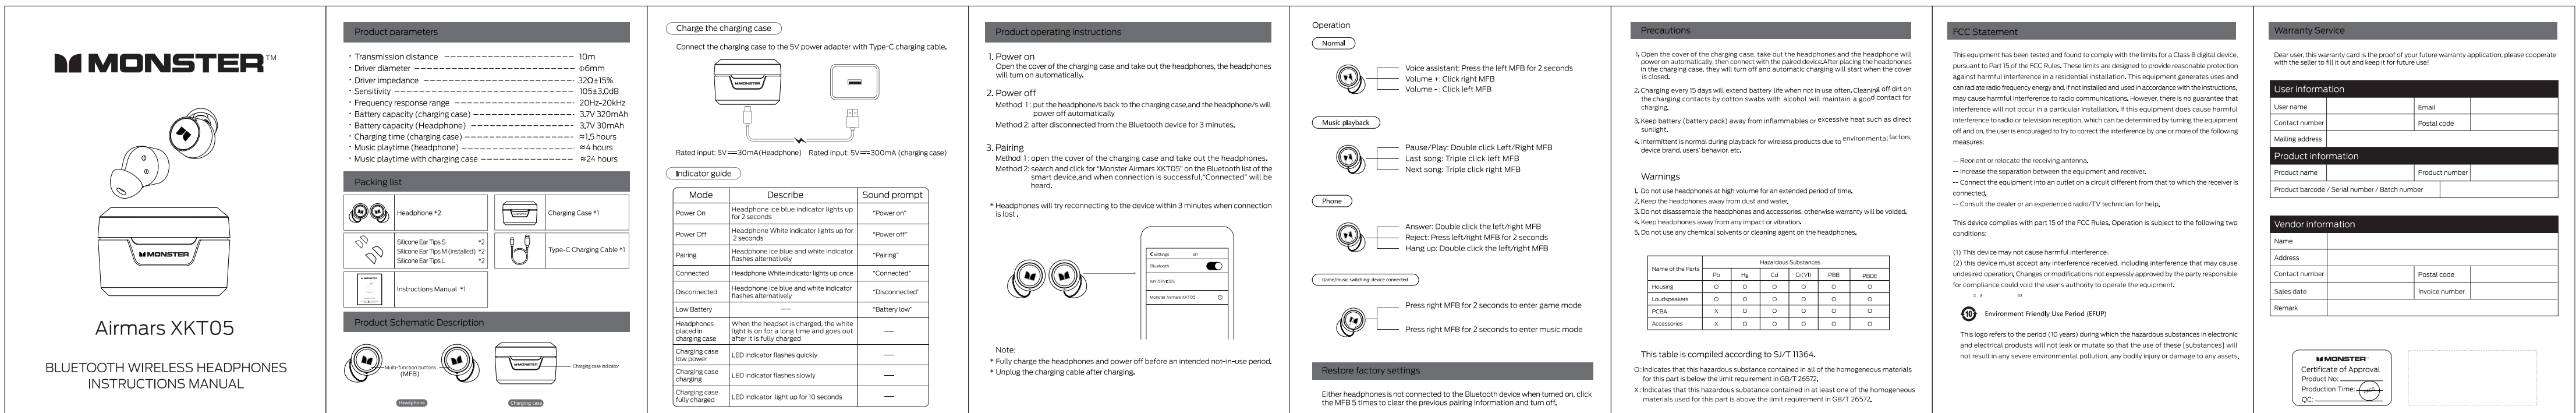 MONSTER™
MONSTER
Airmars XKT05
BLUETOOTH WIRELESS HEADPHONES
INSTRUCTIONS MANUAL
Product parameters
· Transmission distance 10m
· Driver diameter Φ6mm
· Driver impedance 32Ω±15%
· Sensitivity 105±3.0dB
· Frequency response range 20Hz-20kHz
· Battery capacity (charging case) 3.7V 320mAh
· Battery capacity (Headphone) 3.7V 30mAh
· Charging time (charging case) ≈1.5 hours
· Music playtime (headphone) ≈4 hours
· Music playtime with charging case ≈24 hours
Packing list
Headphone *2
Charging Case *1
Silicone Ear Tips S *2
Silicone Ear Tips M (installed) *2
Silicone Ear Tips L *2
Type-C Charging Cable *1
Instructions Manual *1
Product Schematic Description
Multi-function buttons
(MFB)
Charging case indicator
Headphone
Charging case
Charge the charging case
Connect the charging case to the 5V power adapter with Type-C charging cable.
MONSTER
Rated input: 5V⎓30mA(Headphone) Rated input: 5V⎓300mA (charging case)
Indicator guide
Mode Describe Sound prompt
Power On Headphone ice blue indicator lights up for 2 seconds "Power on"
Power Off Headphone White indicator lights up for 2 seconds "Power off"
Pairing Headphone ice blue and white indicator flashes alternatively "Pairing"
Connected Headphone White indicator lights up once "Connected"
Disconnected Headphone ice blue and white indicator flashes alternatively "Disconnected"
Low Battery — "Battery low"
Headphones placed in charging case When the headset is charged, the white light is on for a long time and goes out after it is fully charged —
Charging case low power LED indicator flashes quickly —
Charging case charging LED indicator flashes slowly —
Charging case fully charged LED indicator light up for 10 seconds —
Product operating instructions
1. Power on
Open the cover of the charging case and take out the headphones, the headphones
will turn on automatically.
2. Power off
Method 1: put the headphone/s back to the charging case,and the headphone/s will
power off automatically
Method 2: after disconnected from the Bluetooth device for 3 minutes.
3. Pairing
Method 1: open the cover of the charging case and take out the headphones.
Method 2: search and click for "Monster Airmars XKT05" on the Bluetooth list of the
smart device,and when connection is successful,"Connected" will be
heard.
* Headphones will try reconnecting to the device within 3 minutes when connection
is lost .
Settings BT
Bluetooth
MY DEVICES
Monster Airmars XKT05
Note:
* Fully charge the headphones and power off before an intended not-in-use period.
* Unplug the charging cable after charging.
Operation
Normal
Voice assistant: Press the left MFB for 2 seconds
Volume +: Click right MFB
Volume -: Click left MFB
Music playback
Pause/Play: Double click Left/Right MFB
Last song: Triple click left MFB
Next song: Triple click right MFB
Phone
Answer: Double click the left/right MFB
Reject: Press left/right MFB for 2 seconds
Hang up: Double click the left/right MFB
Game/music switching: device connected
Press right MFB for 2 seconds to enter game mode
Press right MFB for 2 seconds to enter music mode
Restore factory settings
Either headphones is not connected to the Bluetooth device when turned on, click
the MFB 5 times to clear the previous pairing information and turn off.
Precautions
1. Open the cover of the charging case, take out the headphones and the headphone will
power on automatically, then connect with the paired device.After placing the headphones
in the charging case, they will turn off and automatic charging will start when the cover
is closed.
2. Charging every 15 days will extend battery life when not in use often. Cleaning off dirt on
the charging contacts by cotton swabs with alcohol will maintain a good contact for
charging.
3. Keep battery (battery pack) away from inflammables or excessive heat such as direct
sunlight.
4. Intermittent is normal during playback for wireless products due to environmental factors,
device brand, users' behavior, etc.
Warnings
1. Do not use headphones at high volume for an extended period of time.
2. Keep the headphones away from dust and water.
3. Do not disassemble the headphones and accessories, otherwise warranty will be voided.
4. Keep headphones away from any impact or vibration.
5. Do not use any chemical solvents or cleaning agent on the headphones.
Name of the Parts Hazardous Substances
Pb Hg Cd Cr(VI) PBB PBDE
Housing O O O O O O
Loudspeakers O O O O O O
PCBA X O O O O O
Accessories X O O O O O
This table is compiled according to SJ/T 11364.
O: Indicates that this hazardous substance contained in all of the homogeneous materials
for this part is below the limit requirement in GB/T 26572.
X: Indicates that this hazardous substance contained in at least one of the homogeneous
materials used for this part is above the limit requirement in GB/T 26572.
FCC Statement
This equipment has been tested and found to comply with the limits for a Class B digital device,
pursuant to Part 15 of the FCC Rules. These limits are designed to provide reasonable protection
against harmful interference in a residential installation. This equipment generates uses and
can radiate radio frequency energy and, if not installed and used in accordance with the instructions,
may cause harmful interference to radio communications. However, there is no guarantee that
interference will not occur in a particular installation. If this equipment does cause harmful
interference to radio or television reception, which can be determined by turning the equipment
off and on, the user is encouraged to try to correct the interference by one or more of the following
measures:
-- Reorient or relocate the receiving antenna.
-- Increase the separation between the equipment and receiver.
-- Connect the equipment into an outlet on a circuit different from that to which the receiver is
connected.
-- Consult the dealer or an experienced radio/TV technician for help.
This device complies with part 15 of the FCC Rules. Operation is subject to the following two
conditions:
(1) This device may not cause harmful interference .
(2) this device must accept any interference received, including interference that may cause
undesired operation. Changes or modifications not expressly approved by the party responsible
for compliance could void the user's authority to operate the equipment.
10 Environment Friendly Use Period (EFUP)
This logo refers to the period (10 years) during which the hazardous substances in electronic
and electrical products will not leak or mutate so that the use of these [substances] will
not result in any severe environmental pollution, any bodily injury or damage to any assets.
Warranty Service
Dear user, this warranty card is the proof of your future warranty application, please cooperate
with the seller to fill it out and keep it for future use!
User information
User name Email
Contact number Postal code
Mailing address
Product information
Product name Product number
Product barcode / Serial number / Batch number
Vendor information
Name
Address
Contact number Postal code
Sales date Invoice number
Remark
MONSTER
Certificate of Approval
Product No:
Production Time:
QC: